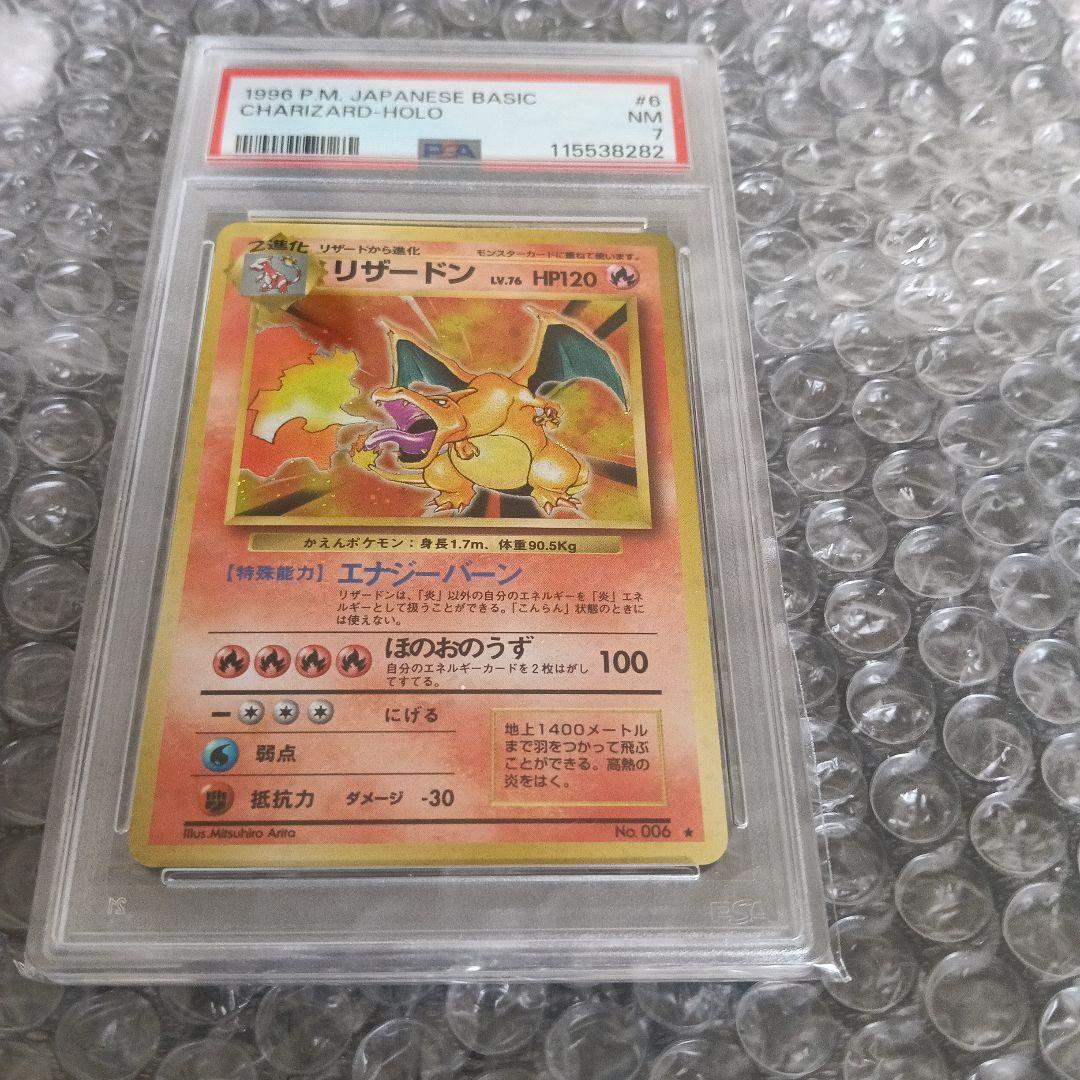 1996 P.M. JAPANESE BASIC #6
CHARIZARD-HOLO NM
7
PSA 115538282
2進化 リザードから進化 モンスターカードに重ねて使います。
リザードン LV.76 HP120
かえんポケモン：身長1.7m、体重90.5Kg
【特殊能力】 エナジーバーン
リザードンは、「炎」以外の自分のエネルギーを「炎」エネ
ルギーとして扱うことができる。「こんらん」状態のときに
は使えない。
ほのおのうず 100
自分のエネルギーカードを2枚はがし
てすてる。
にげる
弱点
抵抗力 ダメージ -30
地上1400メートル
まで羽をつかって飛ぶ
ことができる。高熱の
炎をはく。
Illus.Mitsuhiro Arita No. 006 ★
PSA